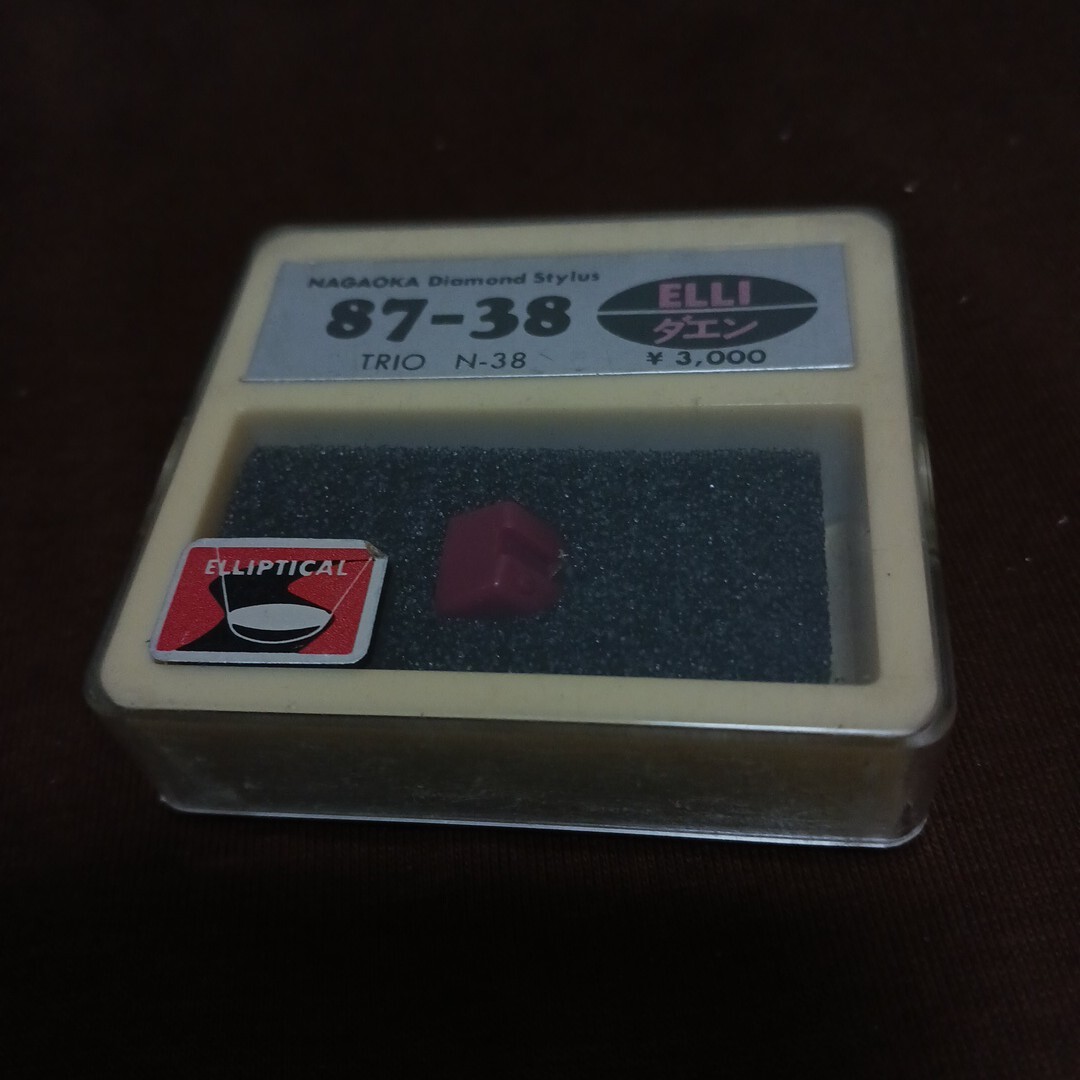 NAGAOKA Diamond Stylus
87-38
TRIO N-38
ELLI
ダエン
¥ 3,000
ELLIPTICAL